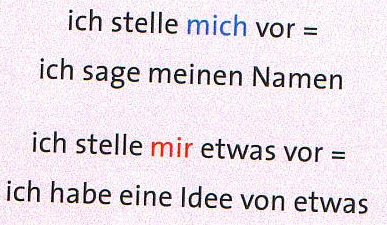 ich stelle mich vor =
ich sage meinen Namen
ich stelle mir etwas vor =
ich habe eine Idee von etwas